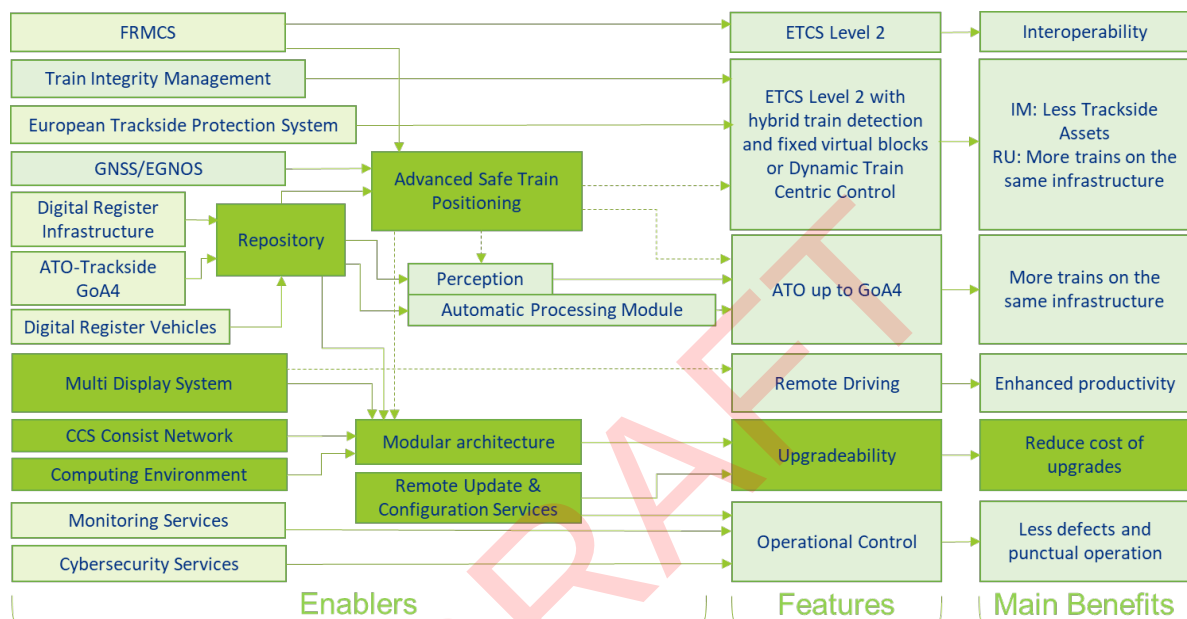 FRMCS
Train Integrity Management
European Trackside Protection System
GNSS/EGNOS
Digital Register
Infrastructure
ATO-Trackside
GoA4
Digital Register Vehicles
Multi Display System
CCS Consist Network
Computing Environment
Monitoring Services
Cybersecurity Services
Repository
Advanced Safe Train
Positioning
Perception
Automatic Processing Module
Modular architecture
Remote Update &
Configuration Services
ETCS Level 2
ETCS Level 2 with
hybrid train detection
and fixed virtual blocks
or Dynamic Train
Centric Control
ATO up to GoA4
Remote Driving
Upgradeability
Operational Control
Interoperability
IM: Less Trackside
Assets
RU: More trains on the
same infrastructure
More trains on the
same infrastructure
Enhanced productivity
Reduce cost of
upgrades
Less defects and
punctual operation
Enablers
Features
Main Benefits
RAFT